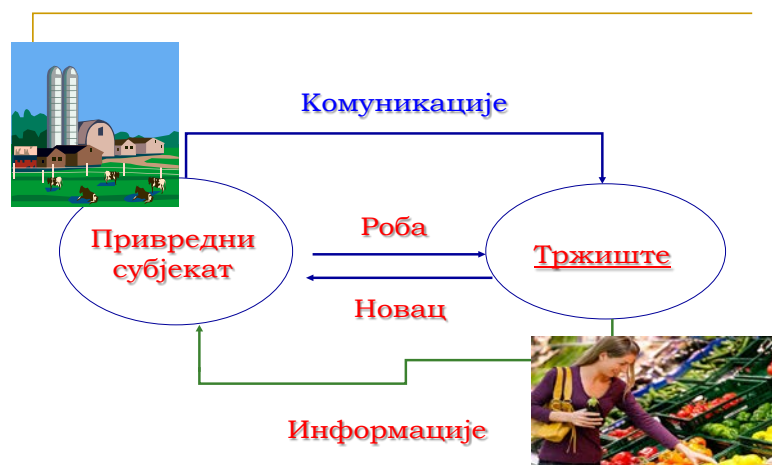 Комуникације
Роба
Привредни
субјекат
Тржиште
Новац
Информације